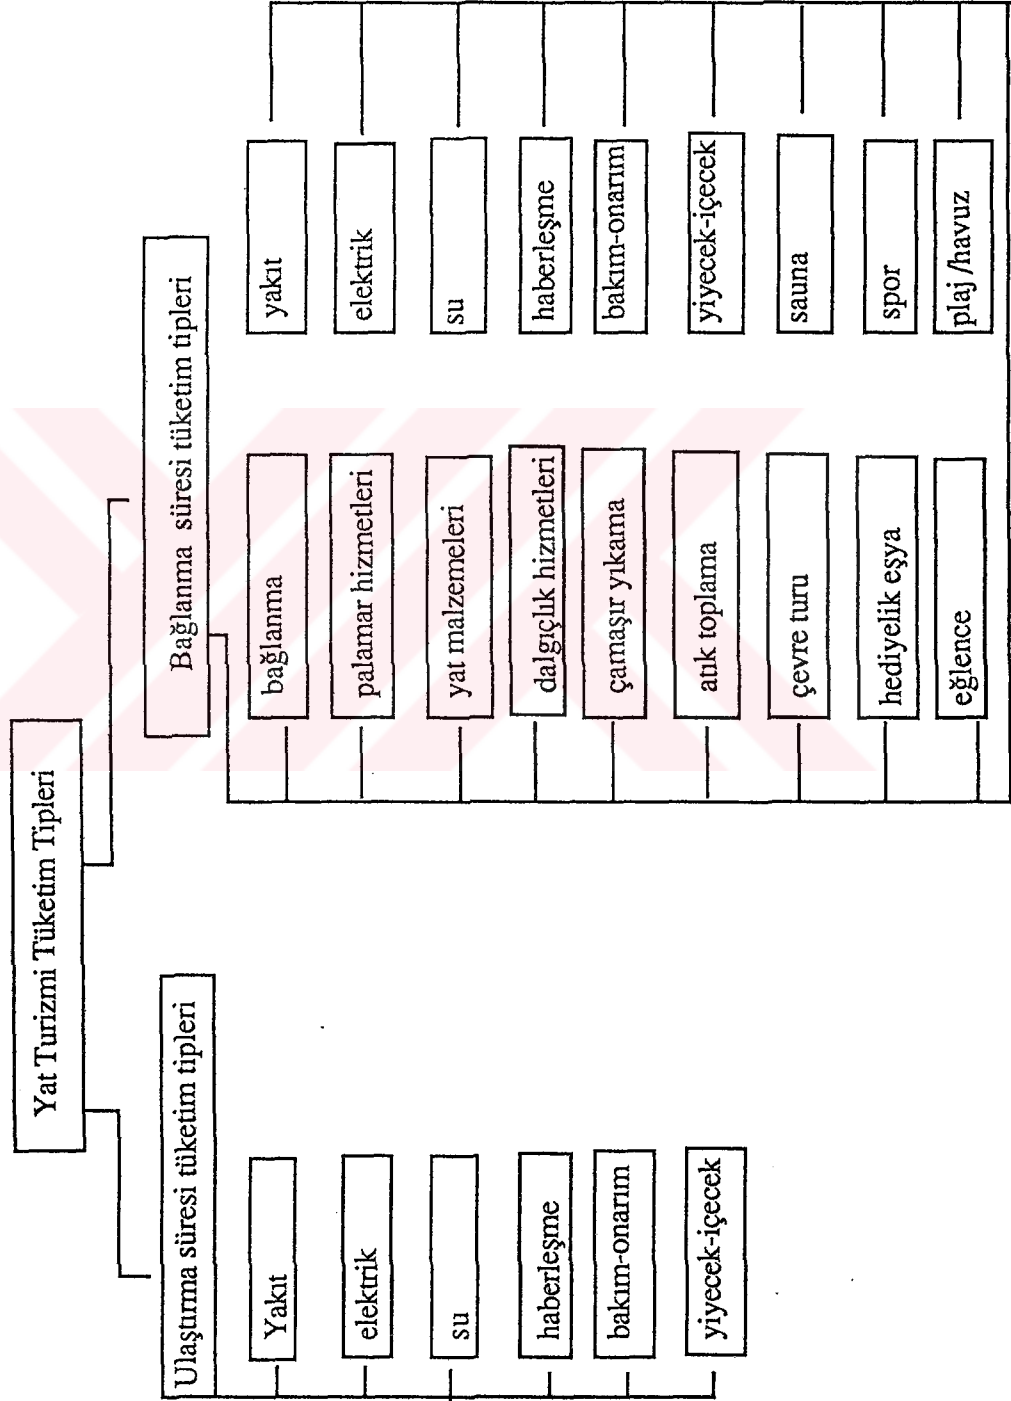 Yat Turizmi Tüketim Tipleri
Ulaştırma süresi tüketim tipleri
Yakıt
elektrik
su
haberleşme
bakım-onarım
yiyecek-içecek
Bağlanma süresi tüketim tipleri
bağlanma
palamar hizmetleri
yat malzemeleri
dalgıçlık hizmetleri
çamaşır yıkama
atık toplama
çevre turu
hediyelik eşya
eğlence
yakıt
elektrik
su
haberleşme
bakım-onarım
yiyecek-içecek
sauna
spor
plaj /havuz